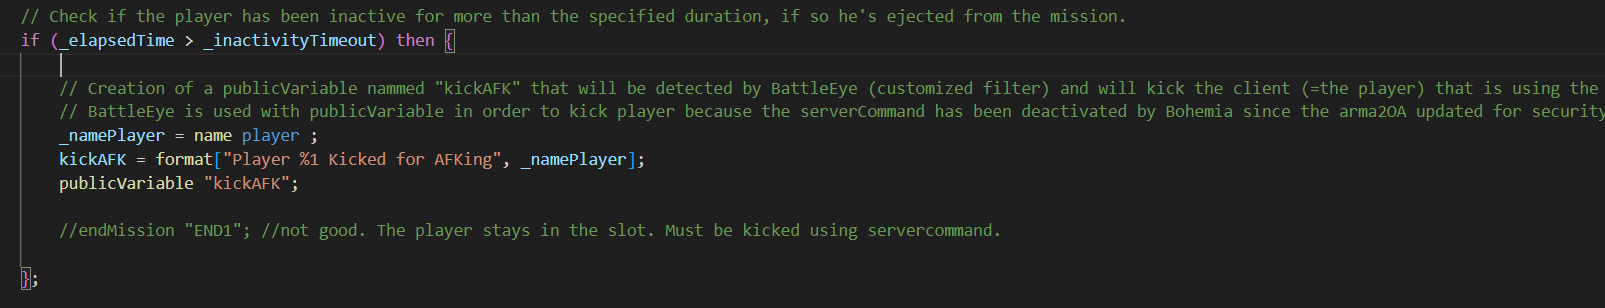 // Check if the player has been inactive for more than the specified duration, if so he's ejected from the mission.
if (_elapsedTime > _inactivityTimeout) then {
// Creation of a publicVariable nammed "kickAFK" that will be detected by BattleEye (customized filter) and will kick the client (=the player) that is using the
// BattleEye is used with publicVariable in order to kick player because the serverCommand has been deactivated by Bohemia since the arma2OA updated for security
_namePlayer = name player ;
kickAFK = format["Player %1 Kicked for AFKing", _namePlayer];
publicVariable "kickAFK";
//endMission "END1"; //not good. The player stays in the slot. Must be kicked using servercommand.
};